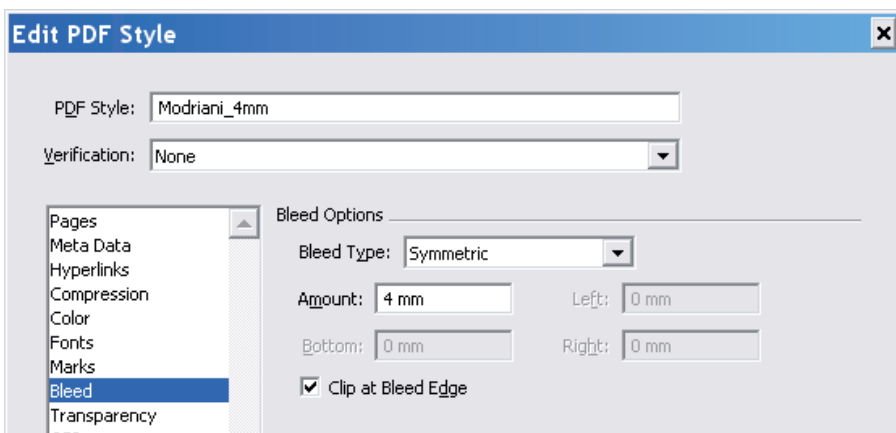 Edit PDF Style
PDF Style: Modriani_4mm
Verification: None
Pages
Meta Data
Hyperlinks
Compression
Color
Fonts
Marks
Bleed
Transparency
Bleed Options
Bleed Type: Symmetric
Amount: 4 mm Left: 0 mm
Bottom: 0 mm Right: 0 mm
Clip at Bleed Edge